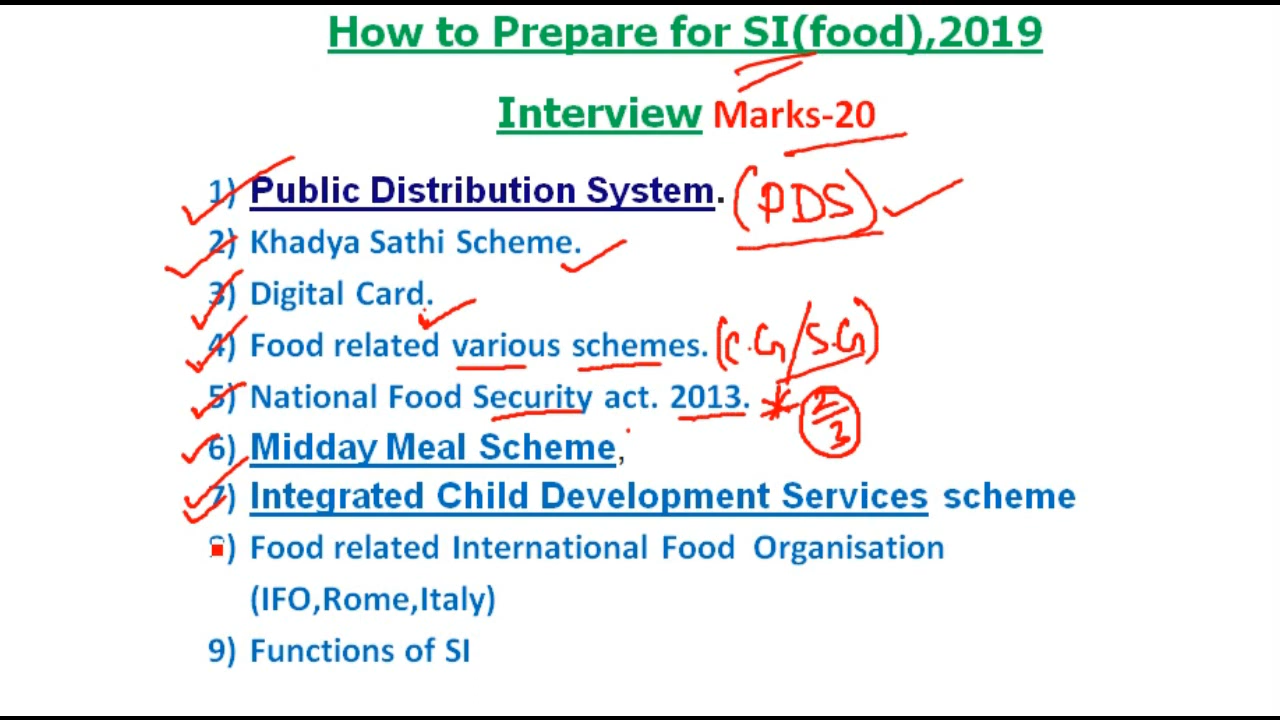 How to Prepare for SI(food),2019
Interview Marks-20
1) Public Distribution System. (PDS)
2) Khadya Sathi Scheme.
3) Digital Card.
4) Food related various schemes. (C.G/S.G)
5) National Food Security act. 2013. * 2/3
6) Midday Meal Scheme,
7) Integrated Child Development Services scheme
) Food related International Food Organisation
(IFO,Rome,Italy)
9) Functions of SI